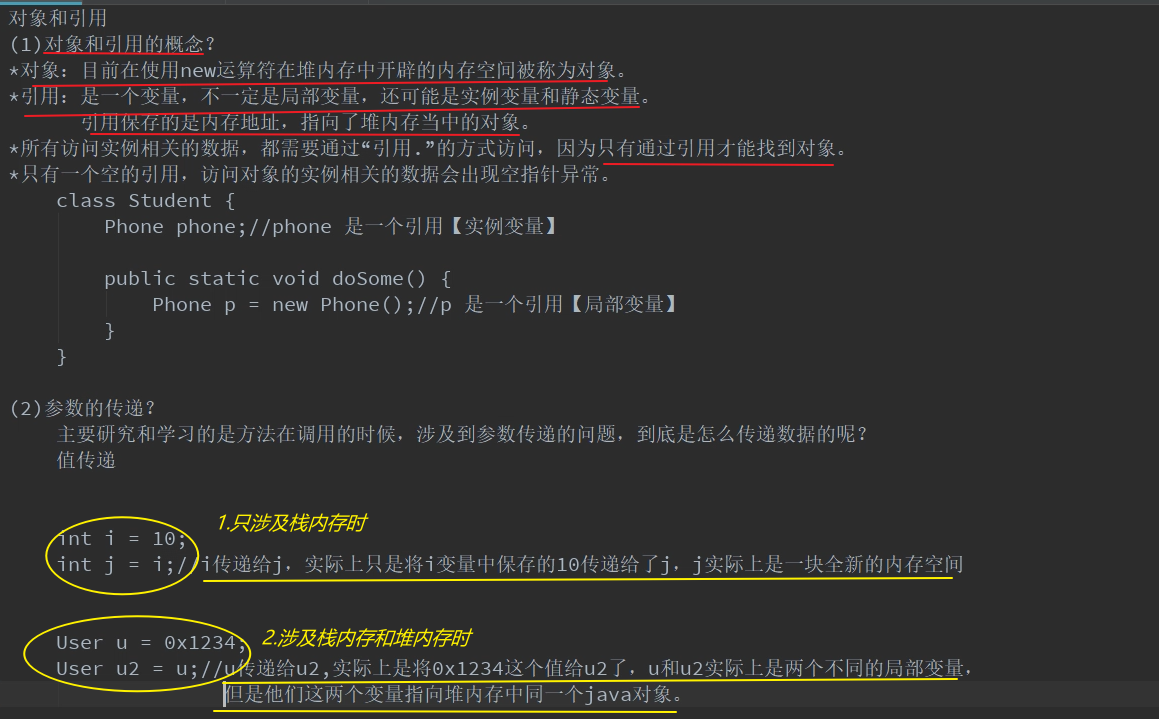 对象和引用
(1)对象和引用的概念？
*对象：目前在使用new运算符在堆内存中开辟的内存空间被称为对象。
*引用：是一个变量，不一定是局部变量，还可能是实例变量和静态变量。
引用保存的是内存地址，指向了堆内存当中的对象。
*所有访问实例相关的数据，都需要通过“引用.”的方式访问，因为只有通过引用才能找到对象。
*只有一个空的引用，访问对象的实例相关的数据会出现空指针异常。
class Student {
Phone phone;//phone 是一个引用【实例变量】
public static void doSome() {
Phone p = new Phone();//p 是一个引用【局部变量】
}
}
(2)参数的传递？
主要研究和学习的是方法在调用的时候，涉及到参数传递的问题，到底是怎么传递数据的呢？
值传递
1.只涉及栈内存时
int i = 10;
int j = i;//i传递给j，实际上只是将i变量中保存的10传递给了j，j实际上是一块全新的内存空间
2.涉及栈内存和堆内存时
User u = 0x1234;
User u2 = u;//u传递给u2,实际上是将0x1234这个值给u2了，u和u2实际上是两个不同的局部变量，
但是他们这两个变量指向堆内存中同一个java对象。